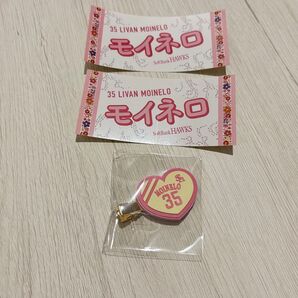 35 LIVAN MOINELO
モイネロ
SoftBank HAWKS
35 LIVAN MOINELO
モイネロ
SoftBank HAWKS
SH
MOINELO
35